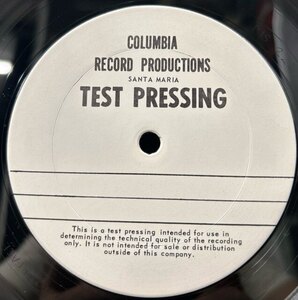 COLUMBIA
RECORD PRODUCTIONS
SANTA MARIA
TEST PRESSING
This is a test pressing intended for use in
determining the technical quality of the recording
only. It is not intended for sale or distribution
outside of this company.